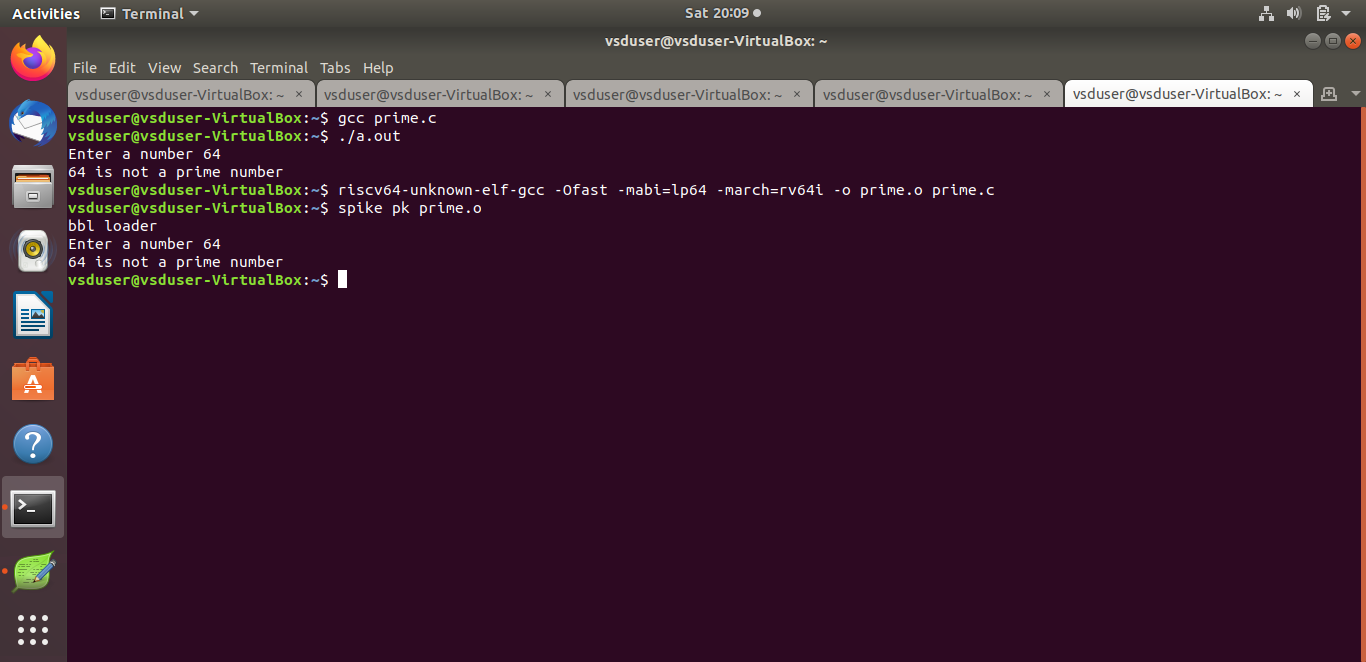 Activities Terminal Sat 20:09
vsduser@vsduser-VirtualBox: ~
File Edit View Search Terminal Tabs Help
vsduser@vsduser-VirtualBox: ~ × vsduser@vsduser-VirtualBox: ~ × vsduser@vsduser-VirtualBox: ~ × vsduser@vsduser-VirtualBox: ~ × vsduser@vsduser-VirtualBox: ~ ×
vsduser@vsduser-VirtualBox:~$ gcc prime.c
vsduser@vsduser-VirtualBox:~$ ./a.out
Enter a number 64
64 is not a prime number
vsduser@vsduser-VirtualBox:~$ riscv64-unknown-elf-gcc -Ofast -mabi=lp64 -march=rv64i -o prime.o prime.c
vsduser@vsduser-VirtualBox:~$ spike pk prime.o
bbl loader
Enter a number 64
64 is not a prime number
vsduser@vsduser-VirtualBox:~$